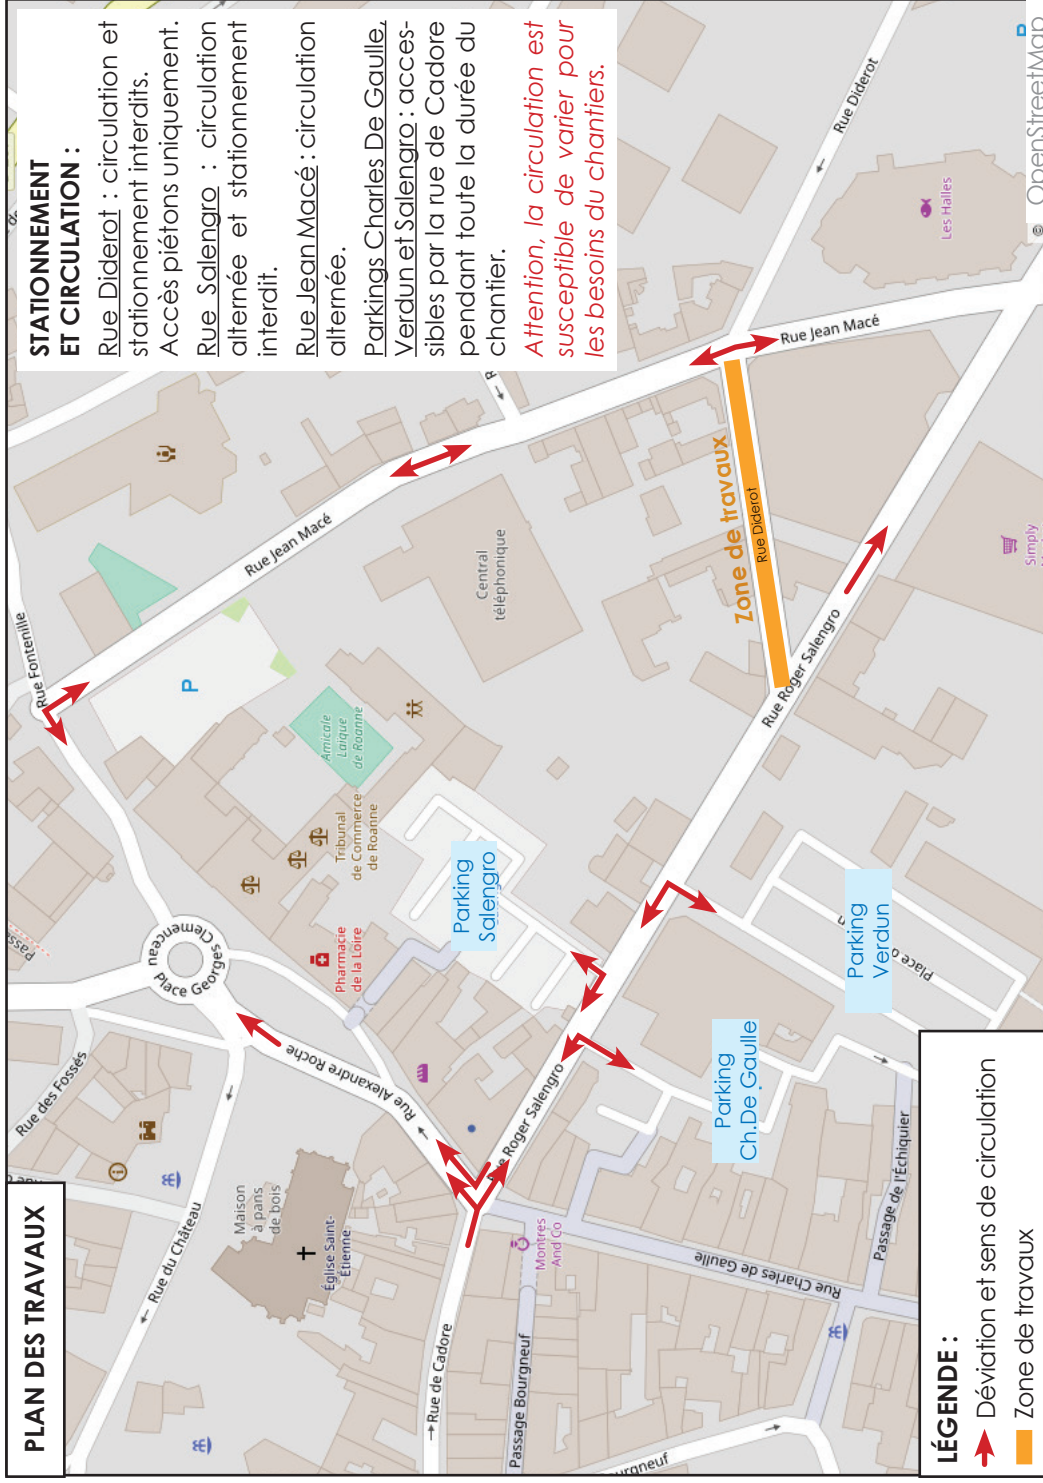 PLAN DES TRAVAUX
STATIONNEMENT
ET CIRCULATION :
Rue Diderot : circulation et
stationnement interdits.
Accès piétons uniquement.
Rue Salengro : circulation
alternée et stationnement
interdit.
Rue Jean Macé : circulation
alternée.
Parkings Charles De Gaulle,
Verdun et Salengro : acces-
sibles par la rue de Cadore
pendant toute la durée du
chantier.
Attention, la circulation est
susceptible de varier pour
les besoins du chantiers.
Rue des Fossés
Passa
Place Georges
Clemenceau
Rue Fontenille
Rue Jean Macé
P
Rue du Château
Maison
à pans
de bois
Église Saint-
Étienne
Rue Alexandre Roche
Pharmacie
de la Loire
Tribunal
de Commerce
de Roanne
Amicale
Laïque
de Roanne
Central
téléphonique
Parking
Salengro
Rue de Cadore
Rue Roger Salengro
Montres
And Co
Passage Bourgneuf
Rue Charles de Gaulle
Passage de l'Échiquier
Parking
Ch.De Gaulle
Parking
Verdun
Place d
Rue Roger Salengro
Zone de travaux
Rue Diderot
Rue Jean Macé
Rue Diderot
Les Halles
Simply
P
urgneuf
LÉGENDE :
Déviation et sens de circulation
Zone de travaux
© OpenStreetMap